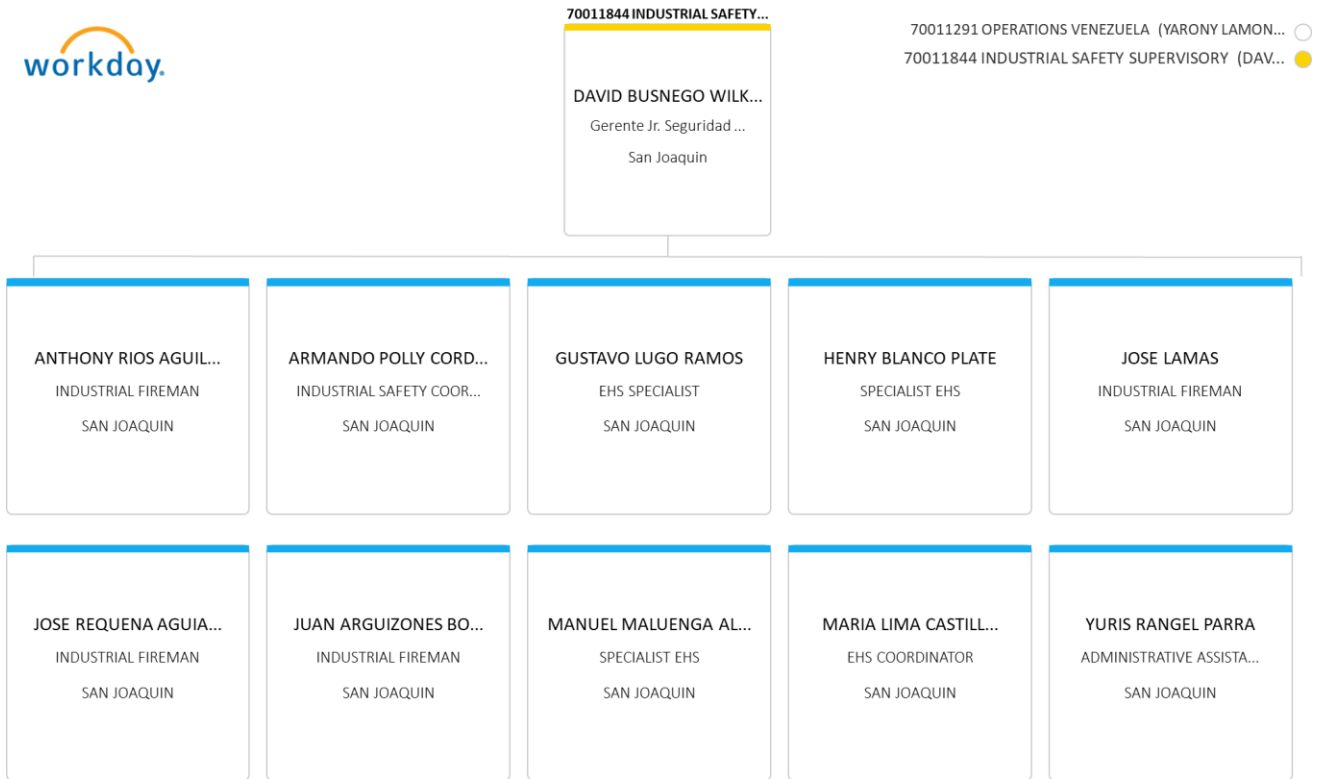 workday.
70011844 INDUSTRIAL SAFETY...
DAVID BUSNEGO WILK...
Gerente Jr. Seguridad ...
San Joaquin
70011291 OPERATIONS VENEZUELA (YARONY LAMON...
70011844 INDUSTRIAL SAFETY SUPERVISORY (DAV...
ANTHONY RIOS AGUIL...
INDUSTRIAL FIREMAN
SAN JOAQUIN
ARMANDO POLLY CORD...
INDUSTRIAL SAFETY COOR...
SAN JOAQUIN
GUSTAVO LUGO RAMOS
EHS SPECIALIST
SAN JOAQUIN
HENRY BLANCO PLATE
SPECIALIST EHS
SAN JOAQUIN
JOSE LAMAS
INDUSTRIAL FIREMAN
SAN JOAQUIN
JOSE REQUENA AGUIA...
INDUSTRIAL FIREMAN
SAN JOAQUIN
JUAN ARGUIZONES BO...
INDUSTRIAL FIREMAN
SAN JOAQUIN
MANUEL MALUENGA AL...
SPECIALIST EHS
SAN JOAQUIN
MARIA LIMA CASTILL...
EHS COORDINATOR
SAN JOAQUIN
YURIS RANGEL PARRA
ADMINISTRATIVE ASSISTA...
SAN JOAQUIN